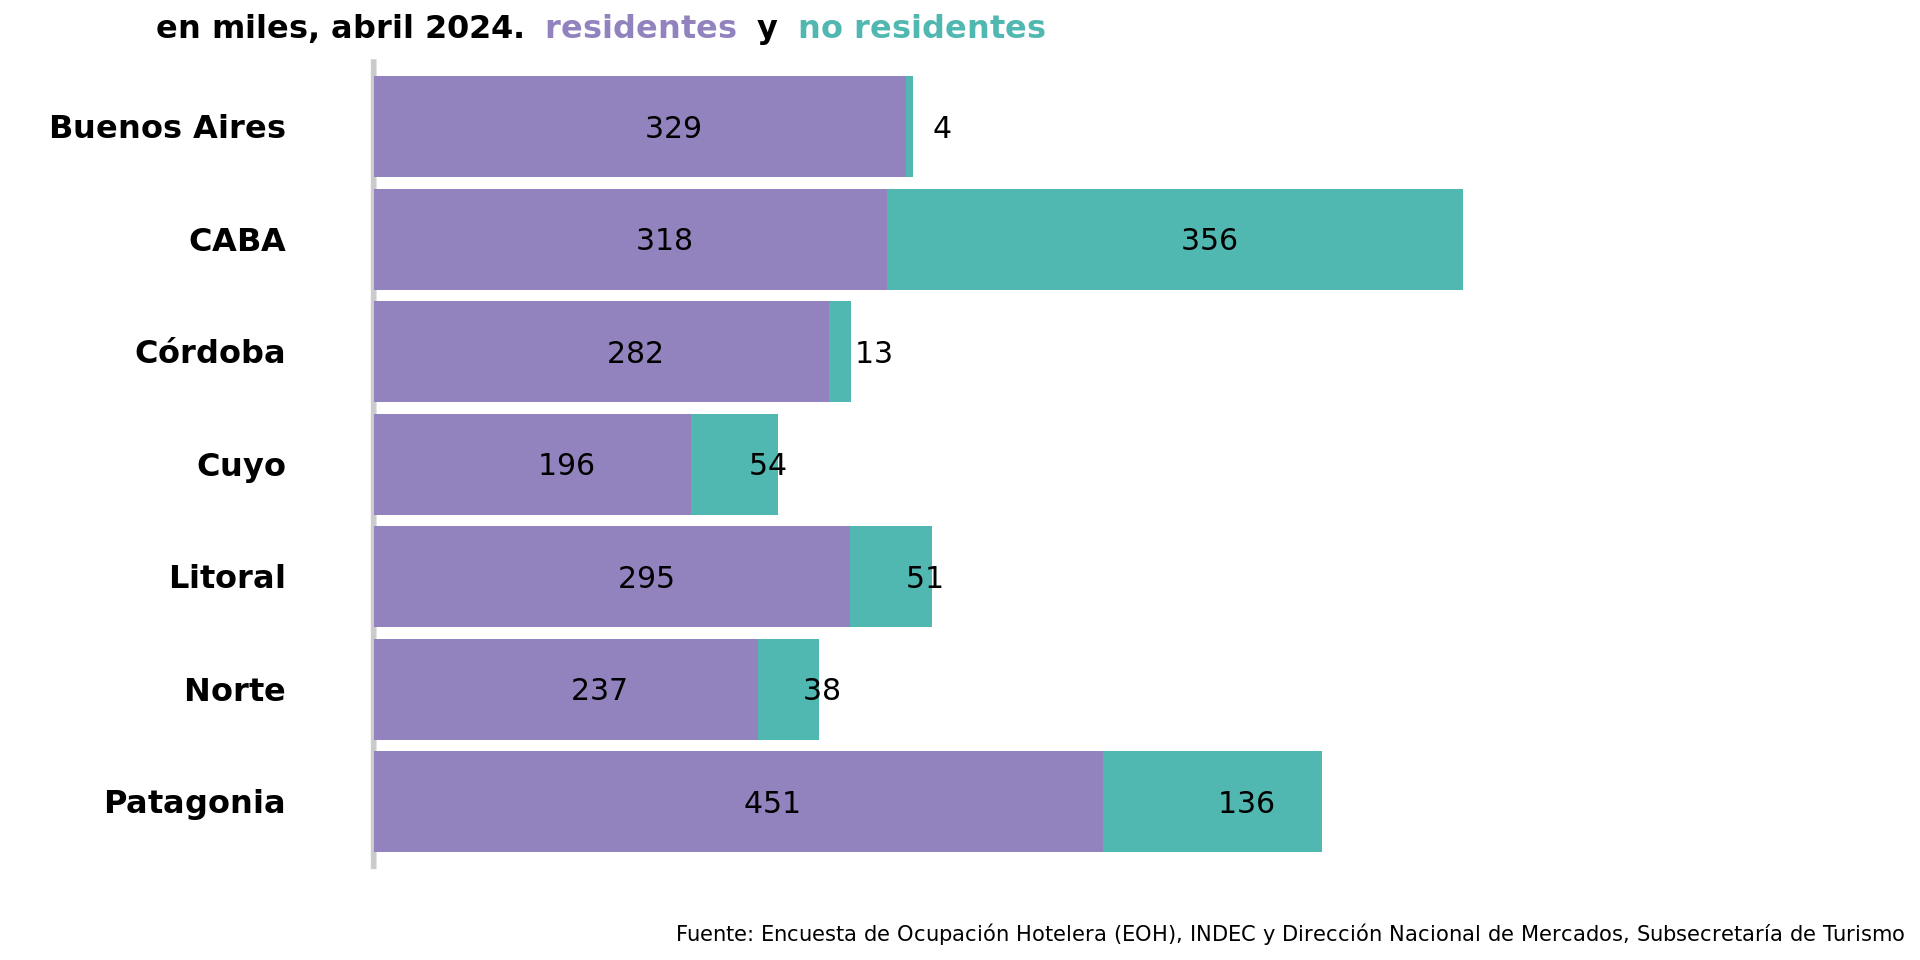 en miles, abril 2024. residentes y no residentes
Buenos Aires 329 4
CABA 318 356
Córdoba 282 13
Cuyo 196 54
Litoral 295 51
Norte 237 38
Patagonia 451 136
Fuente: Encuesta de Ocupación Hotelera (EOH), INDEC y Dirección Nacional de Mercados, Subsecretaría de Turismo